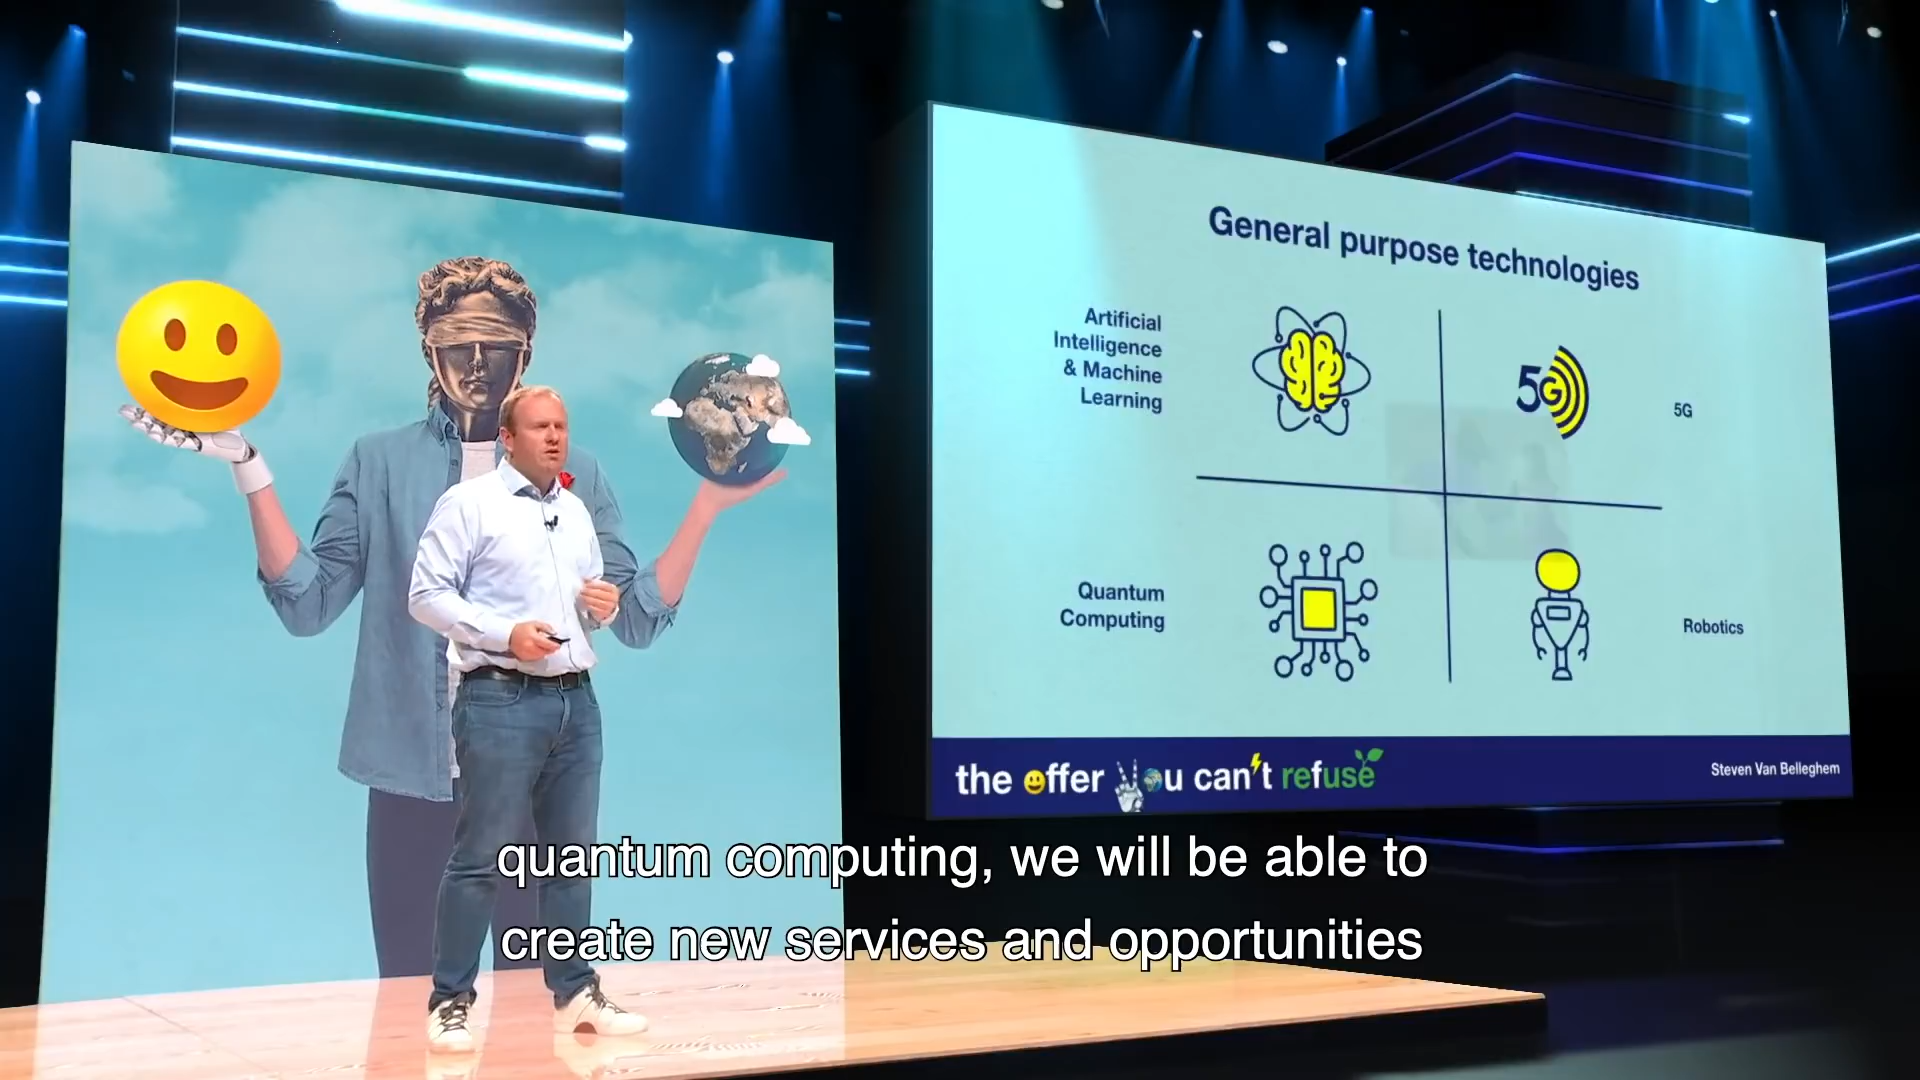 General purpose technologies
Artificial
Intelligence
& Machine
Learning
5G
5G
Quantum
Computing
Robotics
the offer you can't refuse
Steven Van Belleghem
quantum computing, we will be able to
create new services and opportunities